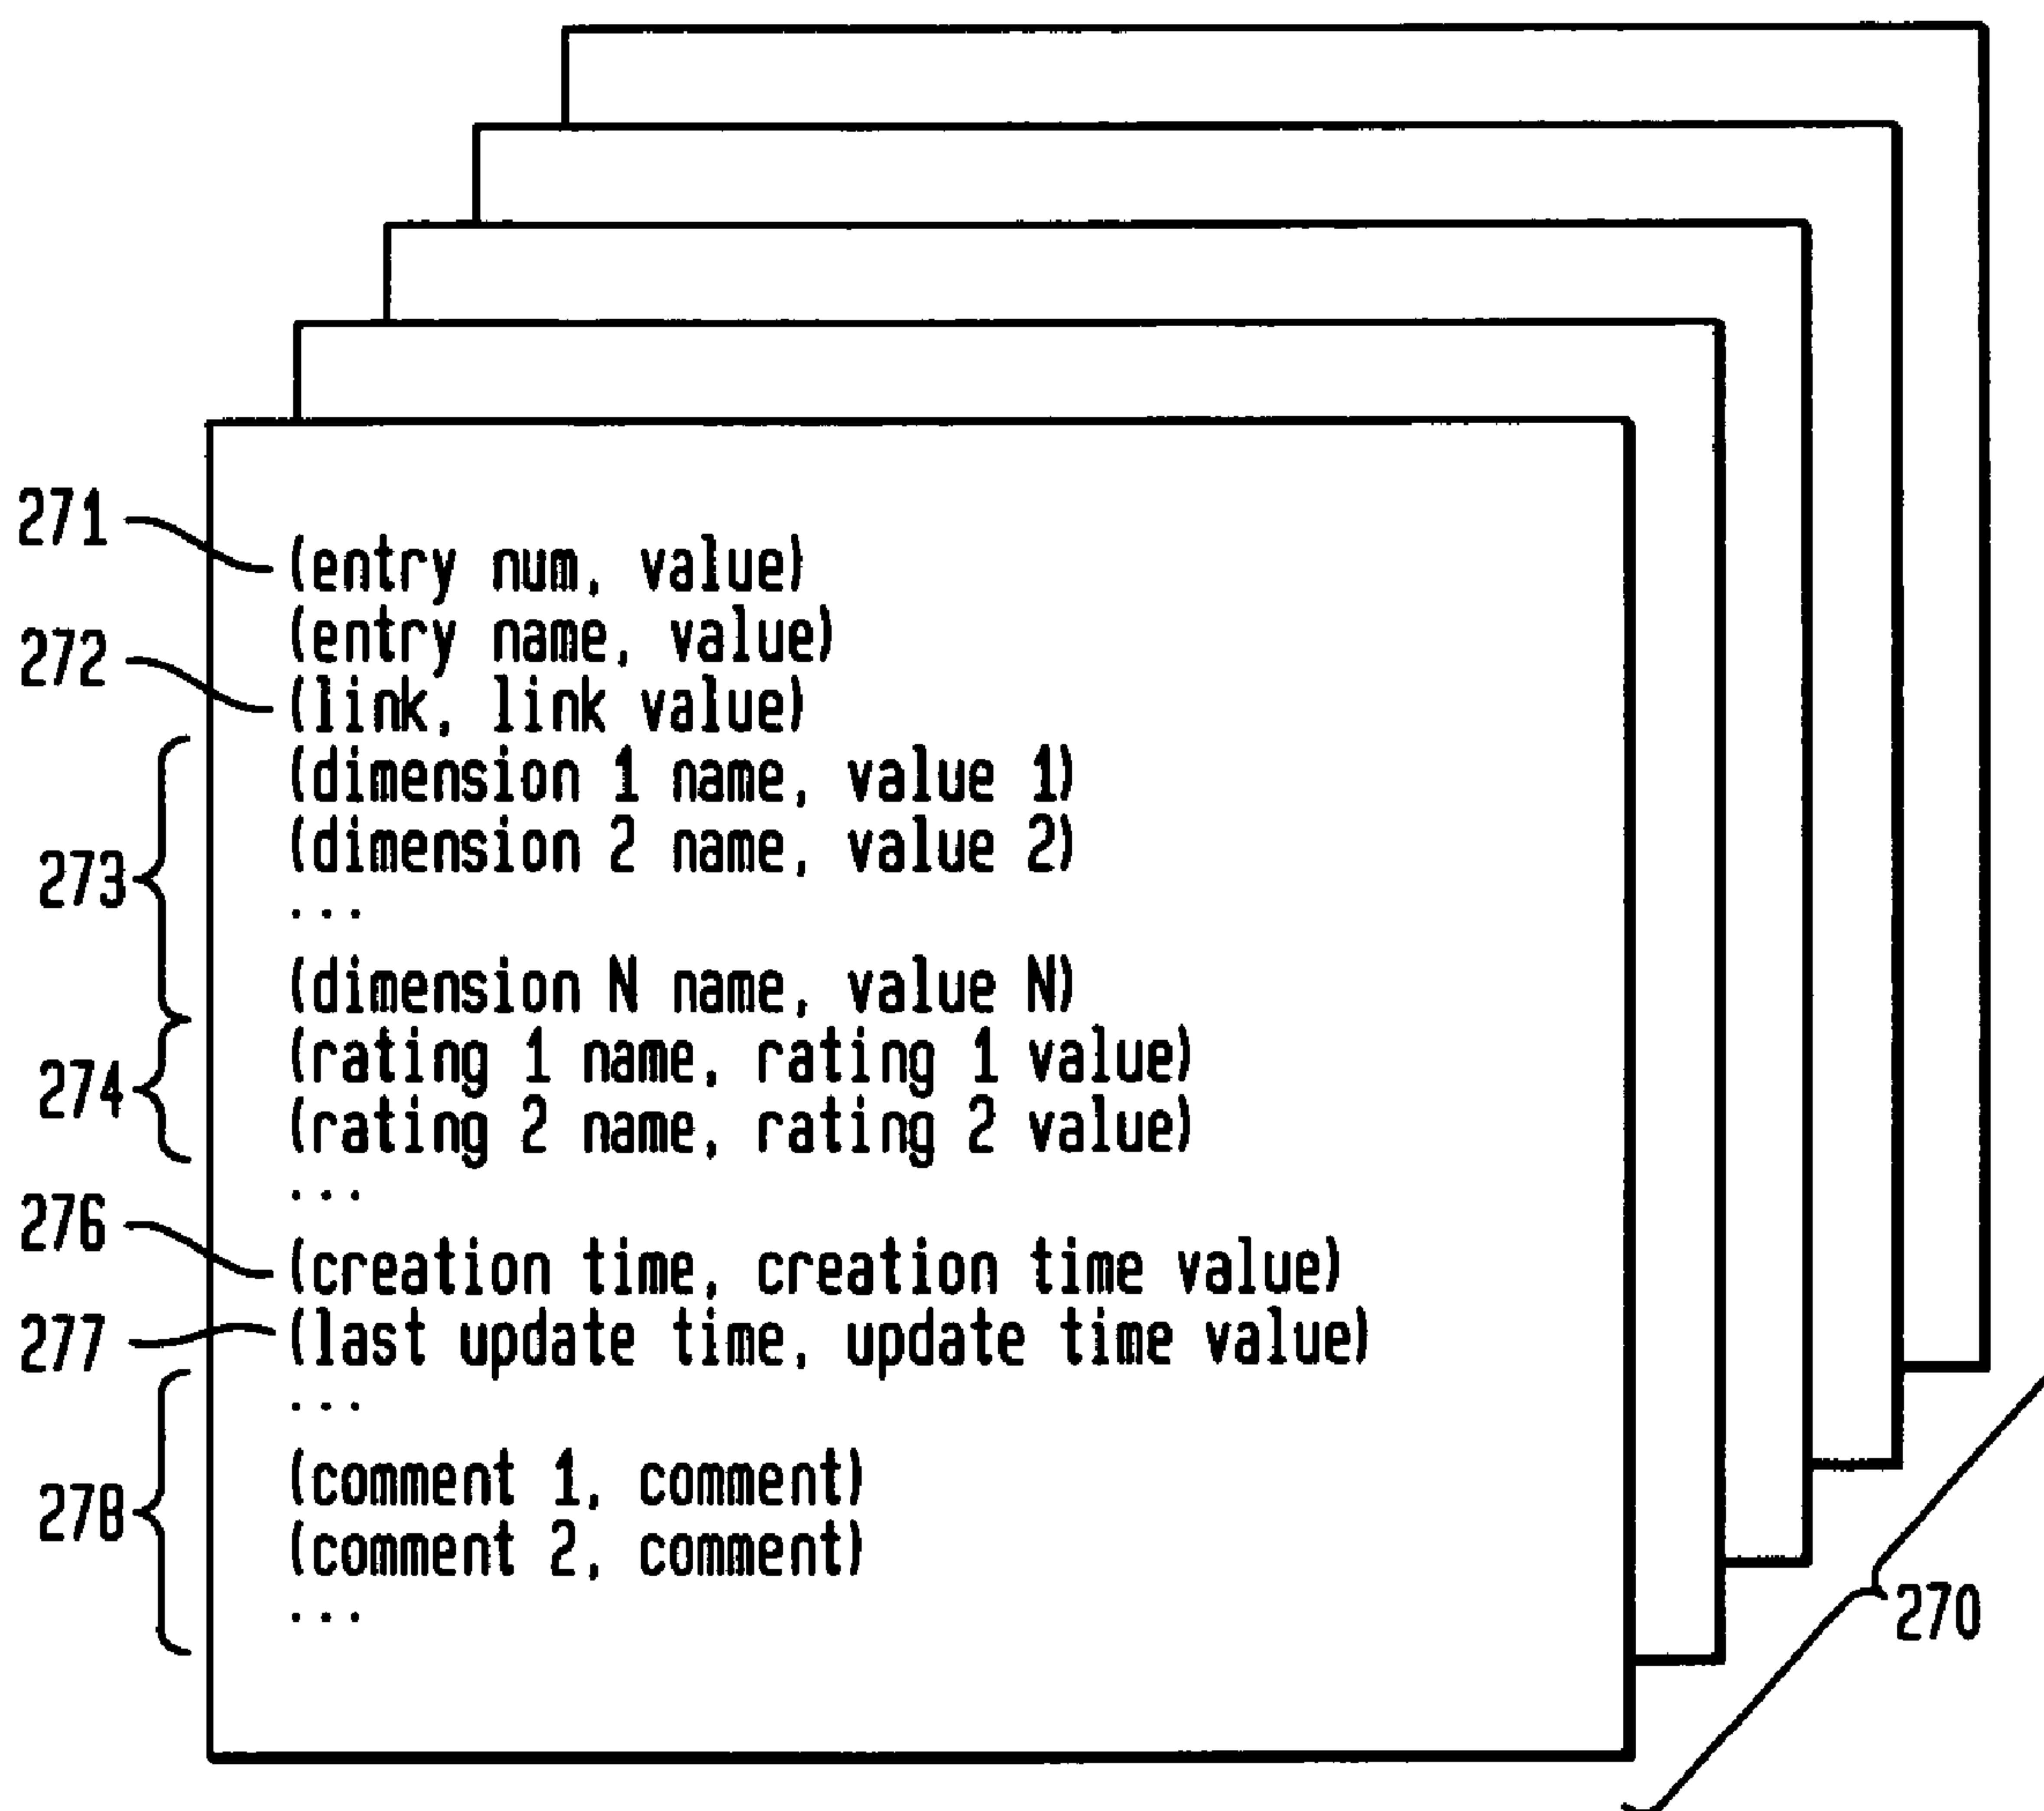 271 (entry num, value)
(entry name, value)
272 (link, link value)
(dimension 1 name, value 1)
(dimension 2 name, value 2)
273 ...
(dimension N name, value N)
(rating 1 name, rating 1 value)
274 (rating 2 name, rating 2 value)
...
276 (creation time, creation time value)
277 (last update time, update time value)
...
(comment 1, comment)
278 (comment 2, comment)
...
270